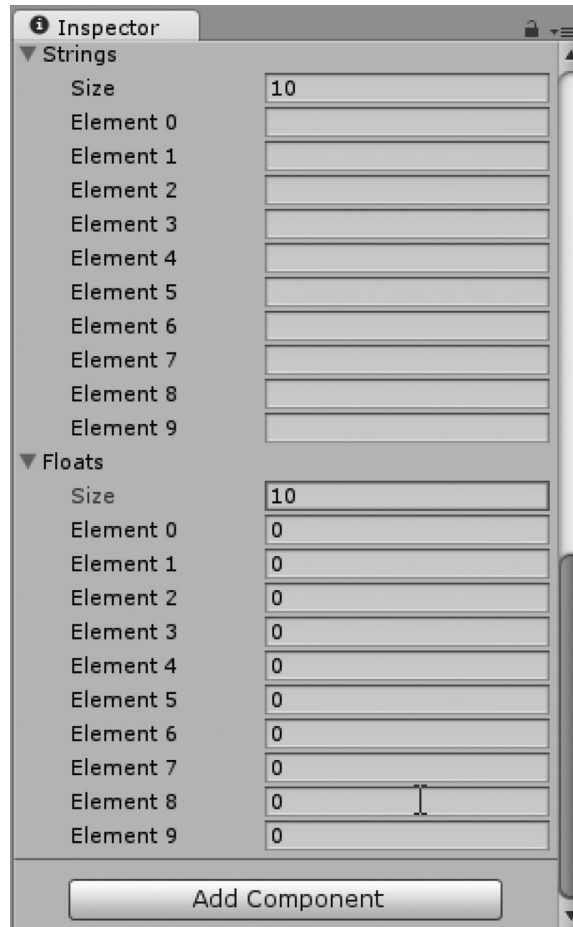 Inspector
Strings
Size 10
Element 0
Element 1
Element 2
Element 3
Element 4
Element 5
Element 6
Element 7
Element 8
Element 9
Floats
Size 10
Element 0 0
Element 1 0
Element 2 0
Element 3 0
Element 4 0
Element 5 0
Element 6 0
Element 7 0
Element 8 0
Element 9 0
Add Component